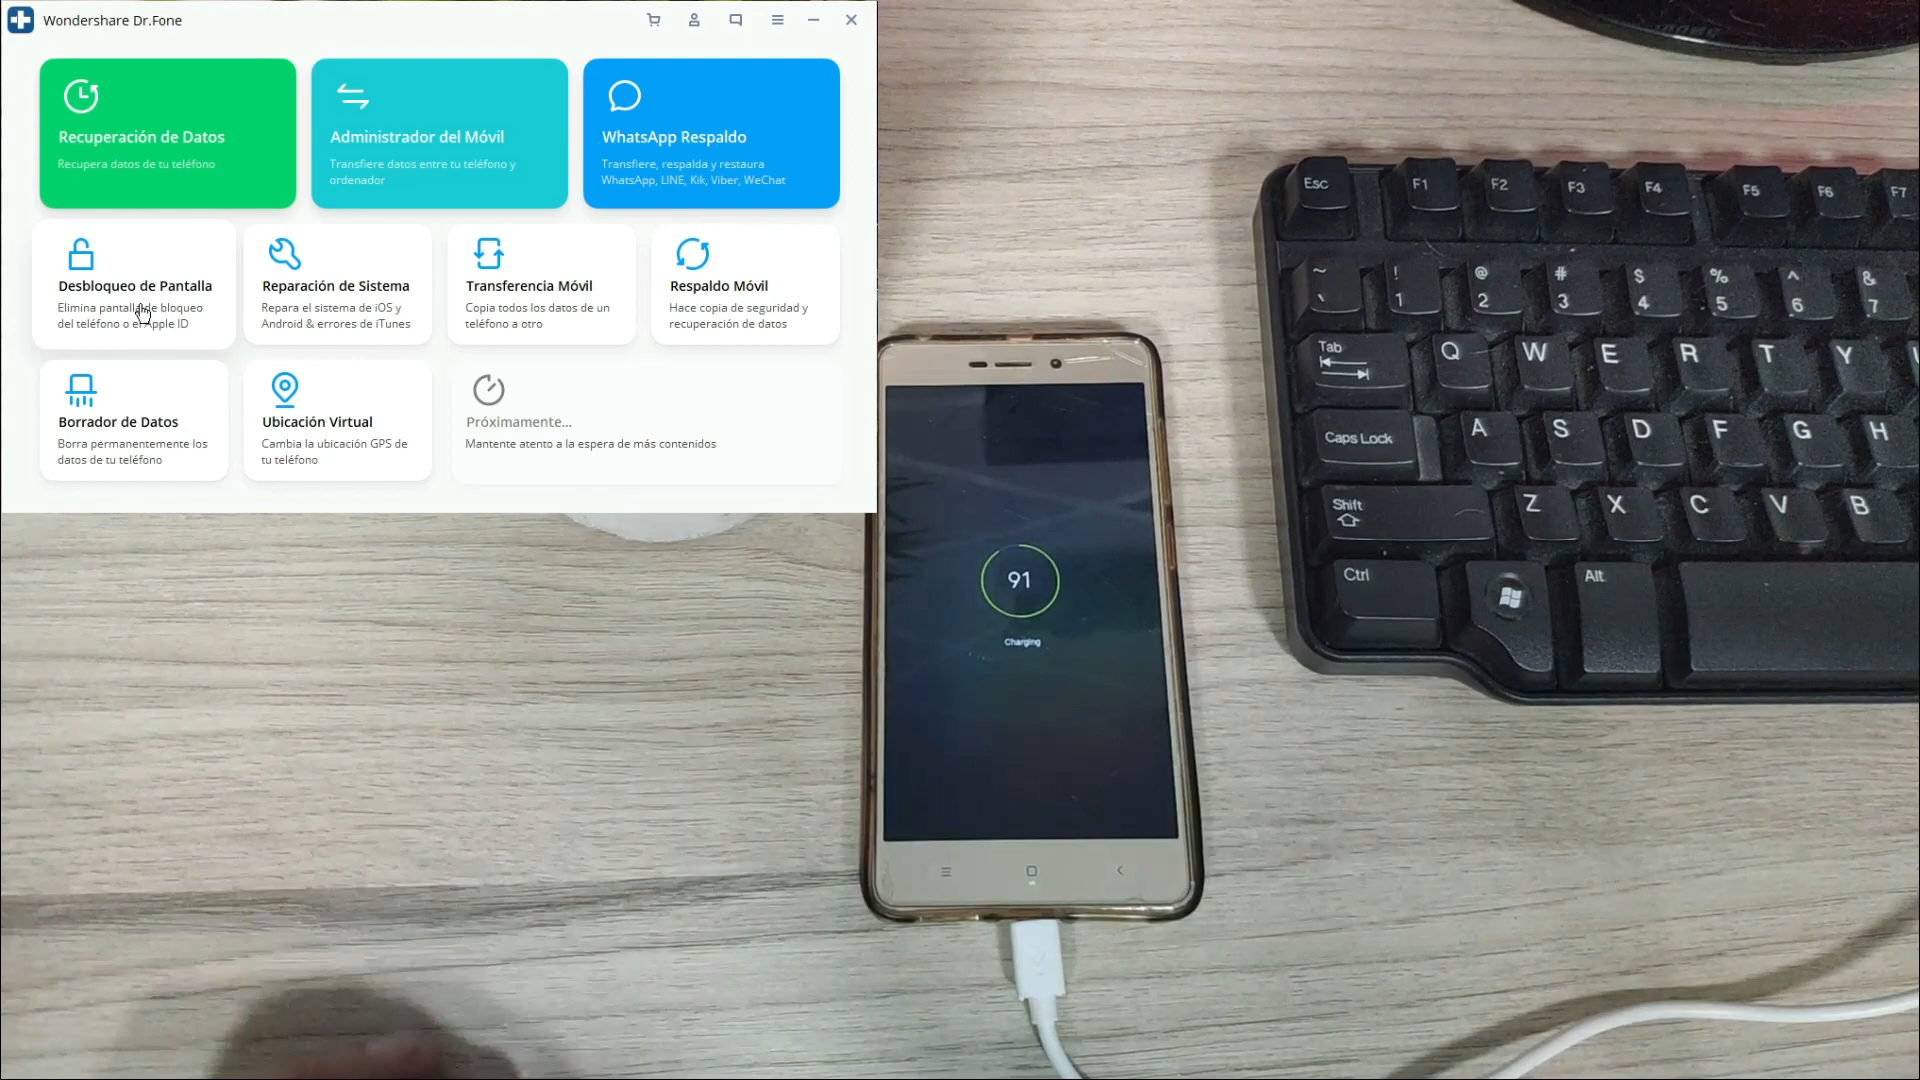 Wondershare Dr.Fone
Recuperación de Datos
Recupera datos de tu teléfono
Administrador del Móvil
Transfiere datos entre tu teléfono y
ordenador
WhatsApp Respaldo
Transfiere, respalda y restaura
WhatsApp, LINE, Kik, Viber, WeChat
Desbloqueo de Pantalla
Elimina pantalla de bloqueo
del teléfono o el Apple ID
Reparación de Sistema
Repara el sistema de iOS y
Android & errores de iTunes
Transferencia Móvil
Copia todos los datos de un
teléfono a otro
Respaldo Móvil
Hace copia de seguridad y
recuperación de datos
Borrador de Datos
Borra permanentemente los
datos de tu teléfono
Ubicación Virtual
Cambia la ubicación GPS de
tu teléfono
Próximamente...
Mantente atento a la espera de más contenidos
91
Charging
Esc F1 F2 F3 F4 F5 F6 F7
~ ! @ # $ % ^ &
` 1 2 3 4 5 6 7
Tab Q W E R T Y
Caps Lock A S D F G H
Shift Z X C V B
Ctrl Alt